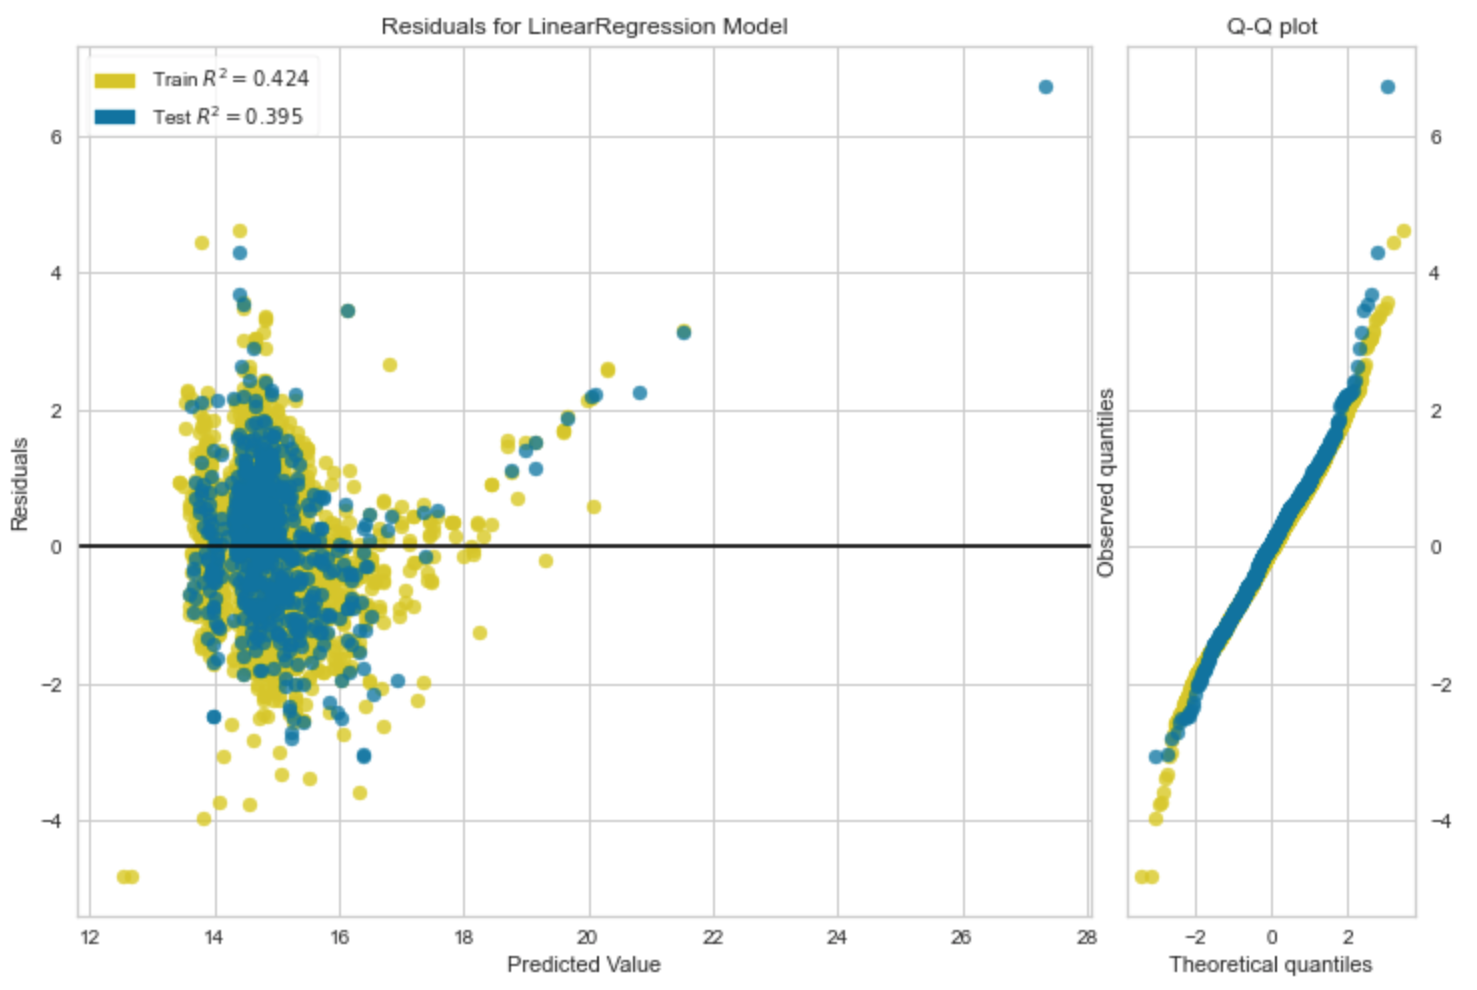 Residuals for LinearRegression Model
Q-Q plot
Train R² = 0.424
Test R² = 0.395
6
4
2
0
−2
−4
Residuals
12 14 16 18 20 22 24 26 28
Predicted Value
Observed quantiles
6
4
2
0
−2
−4
−2 0 2
Theoretical quantiles